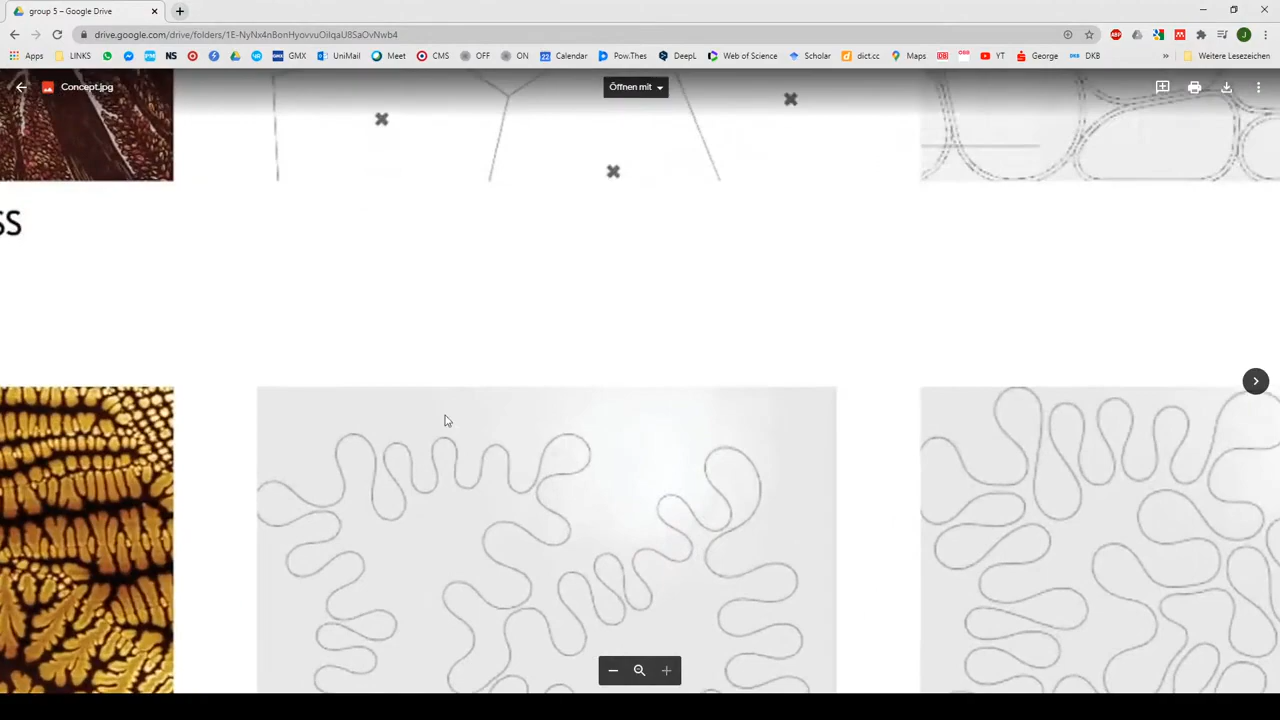 group 5 – Google Drive
drive.google.com/drive/folders/1E-NyNx4nBonHyovvuOilqaU8SaOvNwb4
Apps LINKS GMX UniMail Meet CMS OFF ON Calendar Pow.Thes DeepL Web of Science Scholar dict.cc Maps YT George DKB Weitere Lesezeichen
Concept.jpg Öffnen mit
SS